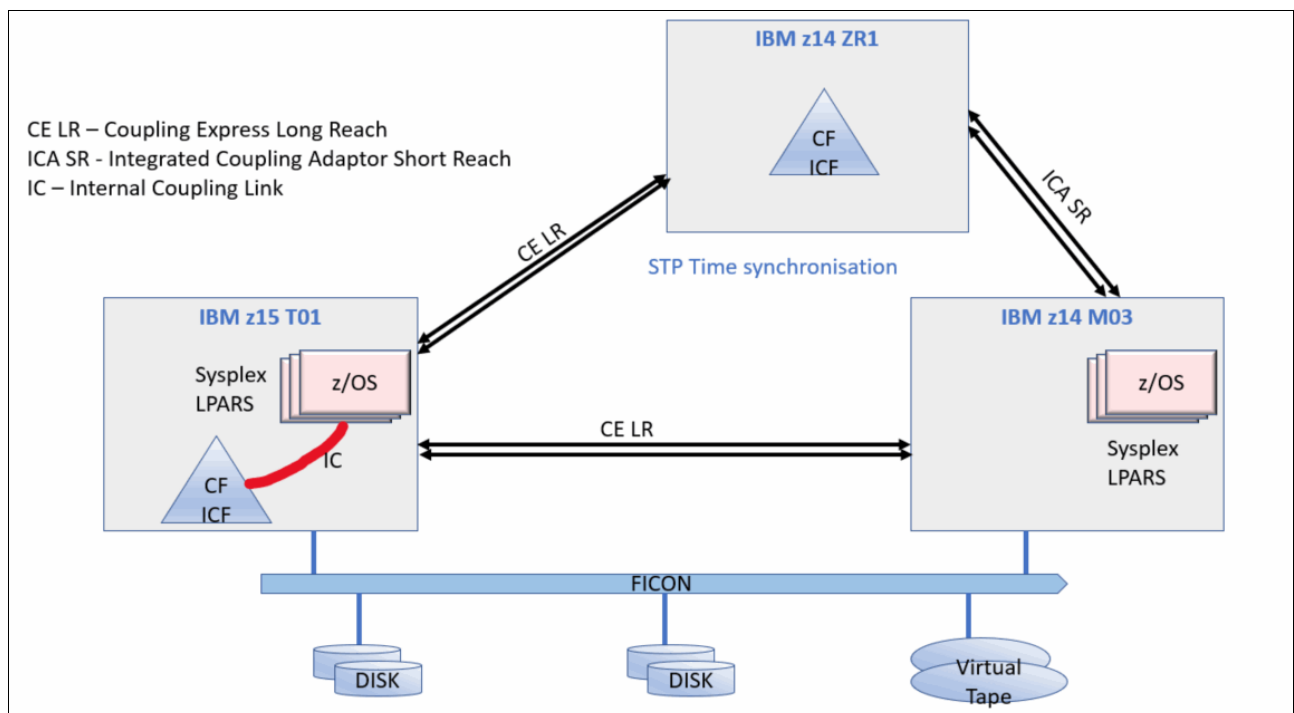 IBM z14 ZR1
CF
ICF
CE LR – Coupling Express Long Reach
ICA SR - Integrated Coupling Adaptor Short Reach
IC – Internal Coupling Link
CE LR
ICA SR
STP Time synchronisation
IBM z15 T01
Sysplex
LPARS
z/OS
IC
CF
ICF
CE LR
IBM z14 M03
z/OS
Sysplex
LPARS
FICON
DISK
DISK
Virtual
Tape